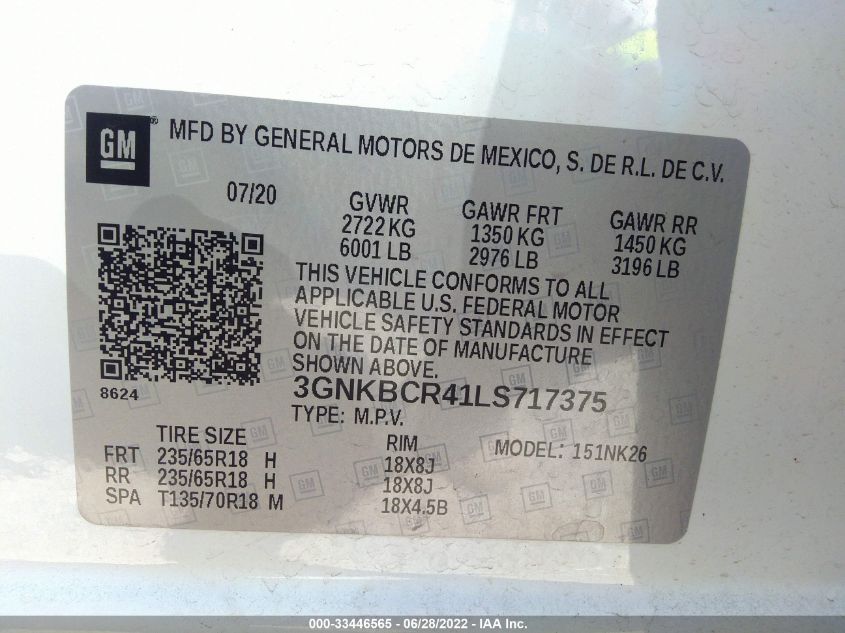 GM ® MFD BY GENERAL MOTORS DE MEXICO, S. DE R.L. DE C.V.
07/20
GVWR GAWR FRT GAWR RR
2722 KG 1350 KG 1450 KG
6001 LB 2976 LB 3196 LB
THIS VEHICLE CONFORMS TO ALL
APPLICABLE U.S. FEDERAL MOTOR
VEHICLE SAFETY STANDARDS IN EFFECT
ON THE DATE OF MANUFACTURE
SHOWN ABOVE.
8624
3GNKBCR41LS717375
TYPE: M.P.V.
TIRE SIZE RIM MODEL: 151NK26
FRT 235/65R18 H 18X8J
RR 235/65R18 H 18X8J
SPA T135/70R18 M 18X4.5B
000-33446565 / 06/28/2022 - IAA Inc.